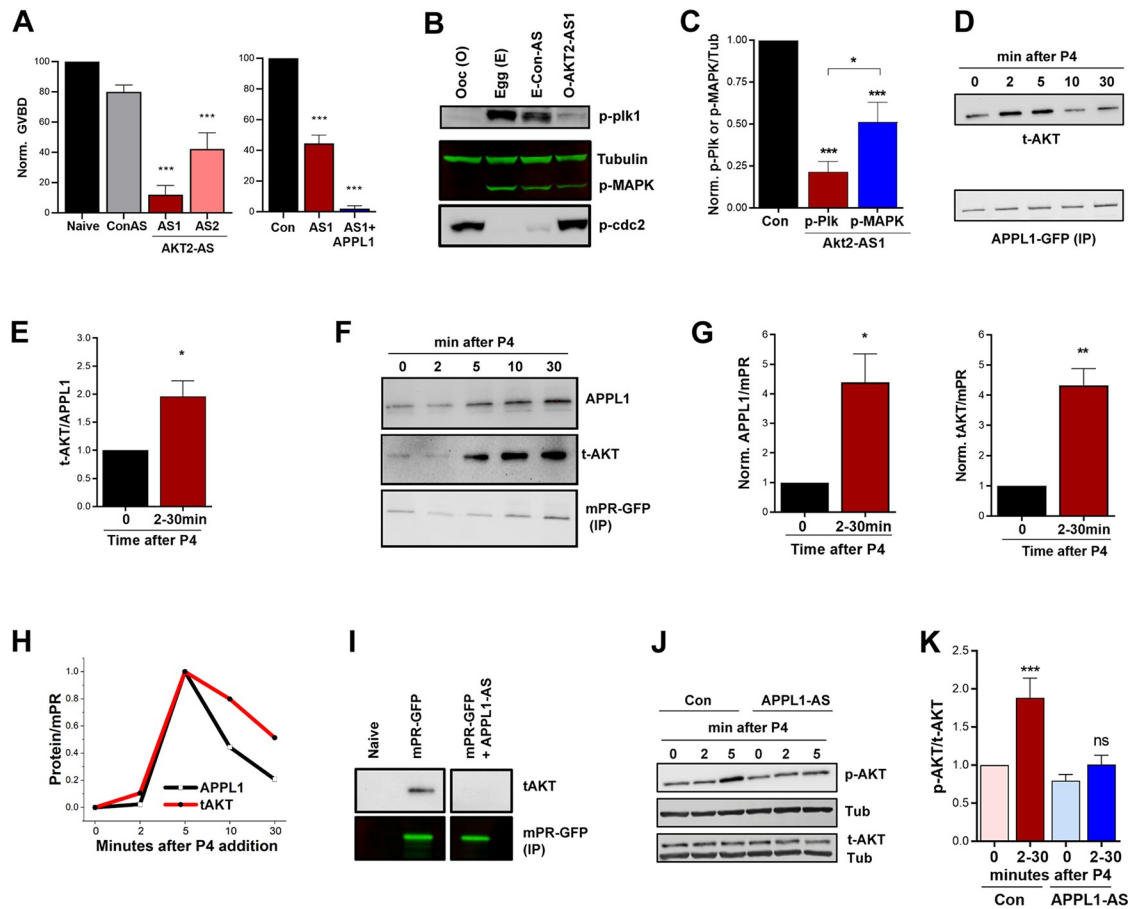 A
Norm. GVBD
100
80
60
40
20
0
***
***
Naive ConAS AS1 AS2
AKT2-AS
100
80
60
40
20
0
***
***
Con AS1 AS1+
APPL1
B
Ooc (O)
Egg (E)
E-Con-AS
O-AKT2-AS1
p-plk1
Tubulin
p-MAPK
p-cdc2
C
Norm. p-Plk or p-MAPK/Tub
1.00
0.75
0.50
0.25
0.00
*
***
***
Con p-Plk p-MAPK
Akt2-AS1
D
min after P4
0 2 5 10 30
t-AKT
APPL1-GFP (IP)
E
t-AKT/APPL1
3.0
2.5
2.0
1.5
1.0
0.5
0.0
*
0 2-30min
Time after P4
F
min after P4
0 2 5 10 30
APPL1
t-AKT
mPR-GFP
(IP)
G
Norm. APPL1/mPR
6
5
4
3
2
1
0
*
0 2-30min
Time after P4
Norm. tAKT/mPR
6
5
4
3
2
1
0
**
0 2-30min
Time after P4
H
Protein/mPR
1.0
0.8
0.6
0.4
0.2
0.0
APPL1
tAKT
0 2 5 10 30
Minutes after P4 addition
I
Naive
mPR-GFP
mPR-GFP
+ APPL1-AS
tAKT
mPR-GFP
(IP)
J
Con APPL1-AS
min after P4
0 2 5 0 2 5
p-AKT
Tub
t-AKT
Tub
K
p-AKT/t-AKT
2.5
2.0
1.5
1.0
0.5
0.0
***
ns
0 2-30 0 2-30
minutes after P4
Con APPL1-AS